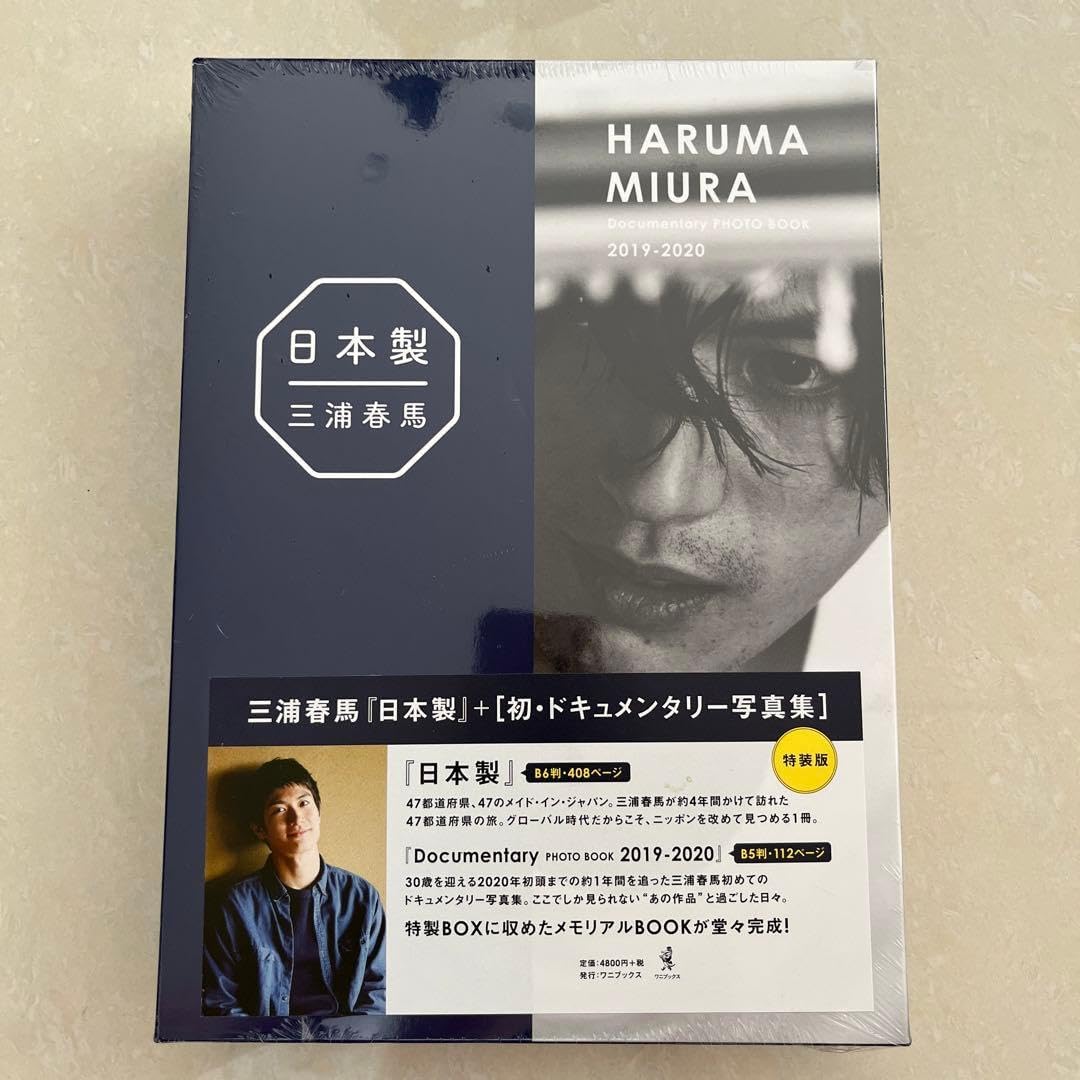 HARUMA
MIURA
Documentary PHOTO BOOK
2019-2020
日本製
三浦春馬
三浦春馬『日本製』+[初・ドキュメンタリー写真集]
特装版
『日本製』 B6判・408ページ
47都道府県、47のメイド・イン・ジャパン。三浦春馬が約4年間かけて訪れた
47都道府県の旅。グローバル時代だからこそ、ニッポンを改めて見つめる1冊。
『Documentary PHOTO BOOK 2019-2020』 B5判・112ページ
30歳を迎える2020年初頭までの約1年間を追った三浦春馬初めての
ドキュメンタリー写真集。ここでしか見られない“あの作品”と過ごした日々。
特製BOXに収めたメモリアルBOOKが堂々完成!
定価:4800円+税
発行:ワニブックス
ワニブックス